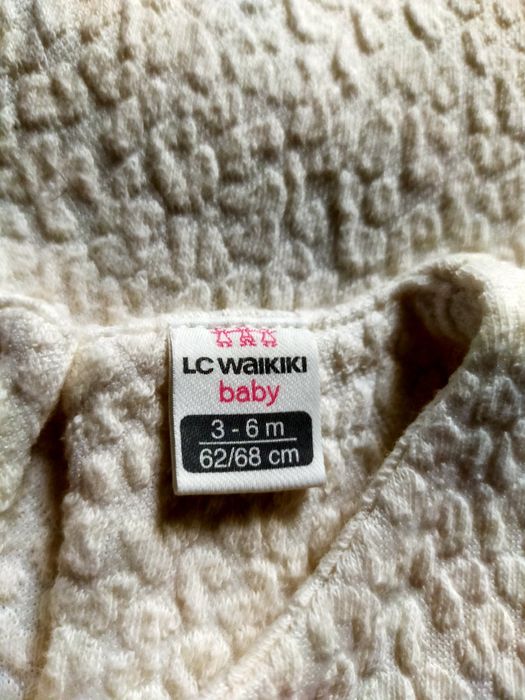 LC WAIKIKI
baby
3 - 6 m
62/68 cm